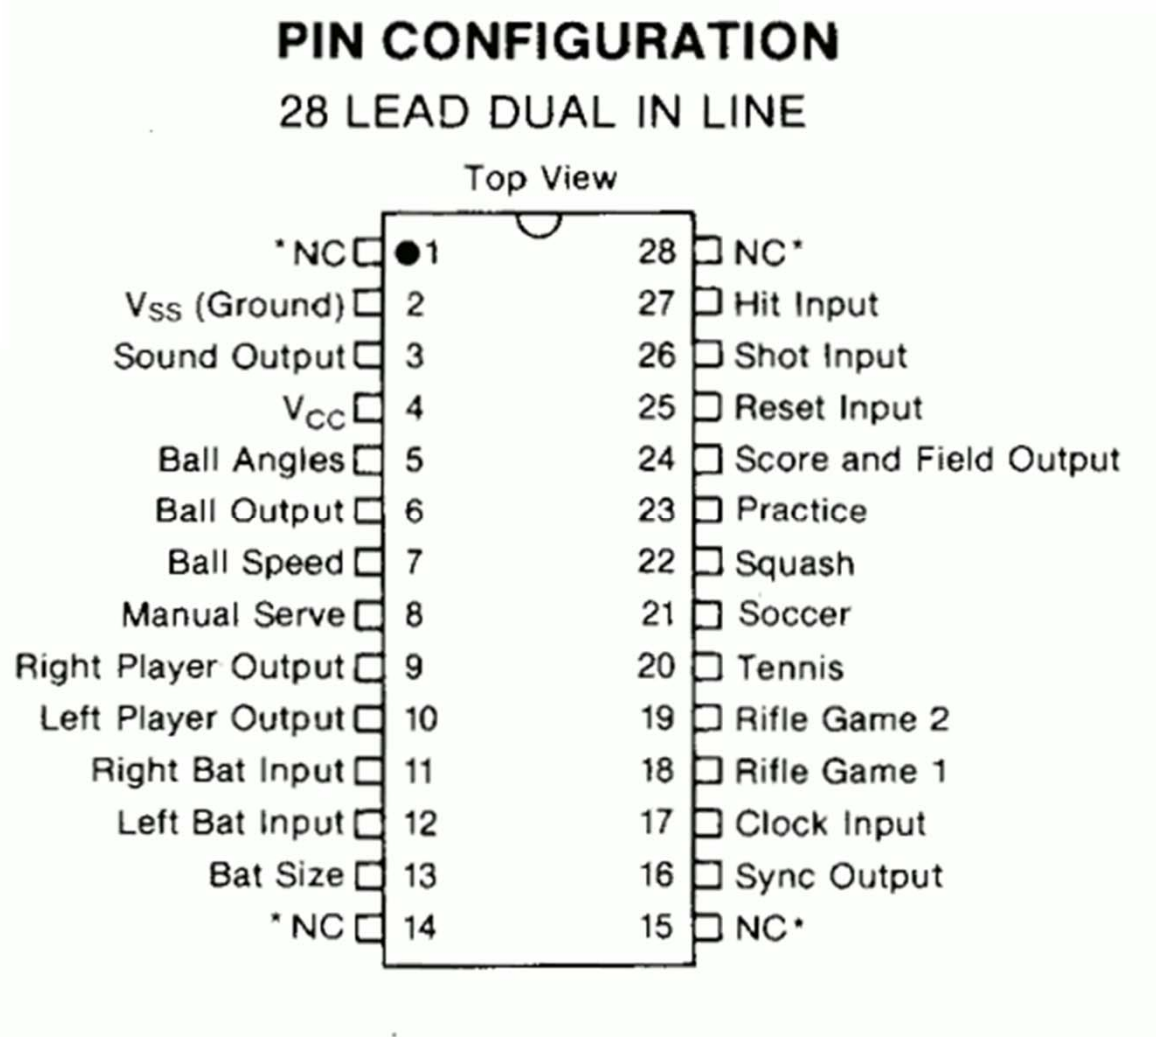 PIN CONFIGURATION
28 LEAD DUAL IN LINE
Top View
*NC 1 28 NC*
VSS (Ground) 2 27 Hit Input
Sound Output 3 26 Shot Input
VCC 4 25 Reset Input
Ball Angles 5 24 Score and Field Output
Ball Output 6 23 Practice
Ball Speed 7 22 Squash
Manual Serve 8 21 Soccer
Right Player Output 9 20 Tennis
Left Player Output 10 19 Rifle Game 2
Right Bat Input 11 18 Rifle Game 1
Left Bat Input 12 17 Clock Input
Bat Size 13 16 Sync Output
*NC 14 15 NC*